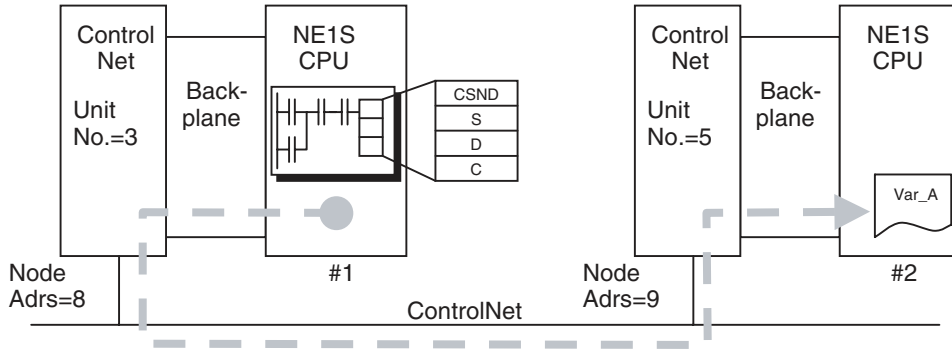 Control
Net
Unit
No.=3
Back-
plane
NE1S
CPU
CSND
S
D
C
Node
Adrs=8
#1
ControlNet
Control
Net
Unit
No.=5
Back-
plane
NE1S
CPU
Var_A
Node
Adrs=9
#2